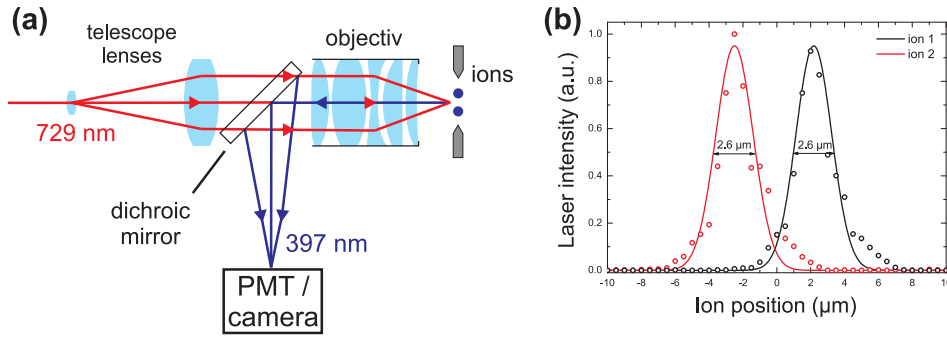 (a)
telescope
lenses
objectiv
ions
729 nm
dichroic
mirror
397 nm
PMT /
camera
(b)
Laser intensity (a.u.)
1.0
0.8
0.6
0.4
0.2
0.0
ion 1
ion 2
2.6 µm
2.6 µm
-10 -8 -6 -4 -2 0 2 4 6 8 10
Ion position (µm)